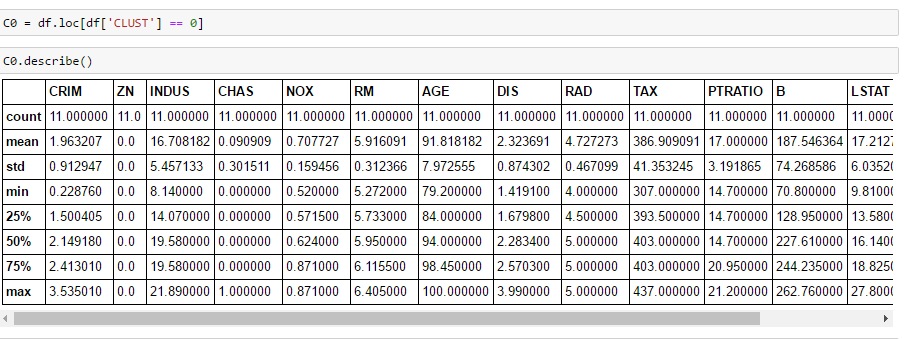 C0 = df.loc[df['CLUST'] == 0]
C0.describe()
CRIM ZN INDUS CHAS NOX RM AGE DIS RAD TAX PTRATIO B LSTAT
count 11.000000 11.0 11.000000 11.000000 11.000000 11.000000 11.000000 11.000000 11.000000 11.000000 11.000000 11.000000 11.0000
mean 1.963207 0.0 16.708182 0.090909 0.707727 5.916091 91.818182 2.323691 4.727273 386.909091 17.000000 187.546364 17.2127
std 0.912947 0.0 5.457133 0.301511 0.159456 0.312366 7.972555 0.874302 0.467099 41.353245 3.191865 74.268586 6.03520
min 0.228760 0.0 8.140000 0.000000 0.520000 5.272000 79.200000 1.419100 4.000000 307.000000 14.700000 70.800000 9.81000
25% 1.500405 0.0 14.070000 0.000000 0.571500 5.733000 84.000000 1.679800 4.500000 393.500000 14.700000 128.950000 13.5800
50% 2.149180 0.0 19.580000 0.000000 0.624000 5.950000 94.000000 2.283400 5.000000 403.000000 14.700000 227.610000 16.1400
75% 2.413010 0.0 19.580000 0.000000 0.871000 6.115500 98.450000 2.570300 5.000000 403.000000 20.950000 244.235000 18.8250
max 3.535010 0.0 21.890000 1.000000 0.871000 6.405000 100.000000 3.990000 5.000000 437.000000 21.200000 262.760000 27.8000